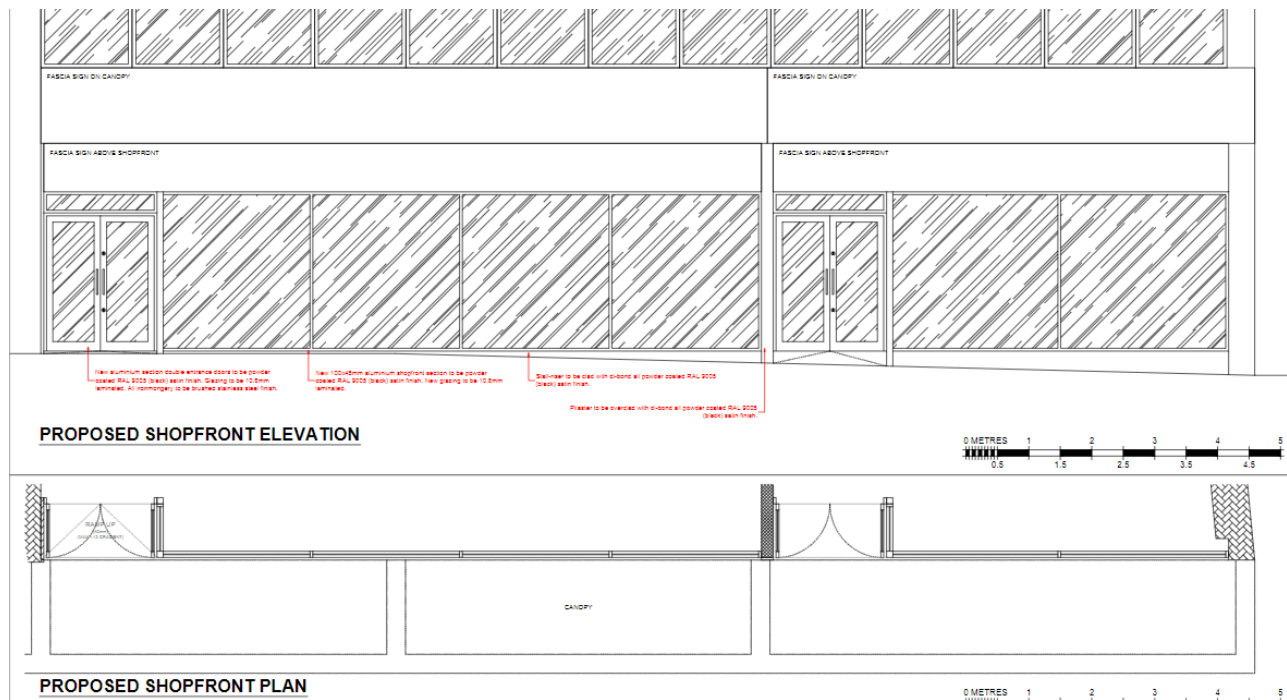 FASCIA SIGN ON CANOPY
FASCIA SIGN ON CANOPY
FASCIA SIGN ABOVE SHOPFRONT
FASCIA SIGN ABOVE SHOPFRONT
New aluminium section double entrance doors to be powder
coated RAL 9005 (black) satin finish. Glazing to be 10.8mm
laminated. All ironmongery to be brushed stainless steel finish.
New 100x45mm aluminium shopfront section to be powder
coated RAL 9005 (black) satin finish. New glazing to be 10.8mm
laminated.
Stall-riser to be clad with di-bond all powder coated RAL 9005
(black) satin finish.
Pilaster to be overclad with di-bond all powder coated RAL 9005
(black) satin finish.
PROPOSED SHOPFRONT ELEVATION
0 METRES 1 2 3 4 5
0.5 1.5 2.5 3.5 4.5
RAMP UP
CANOPY
PROPOSED SHOPFRONT PLAN
0 METRES 1 2 3 4 5